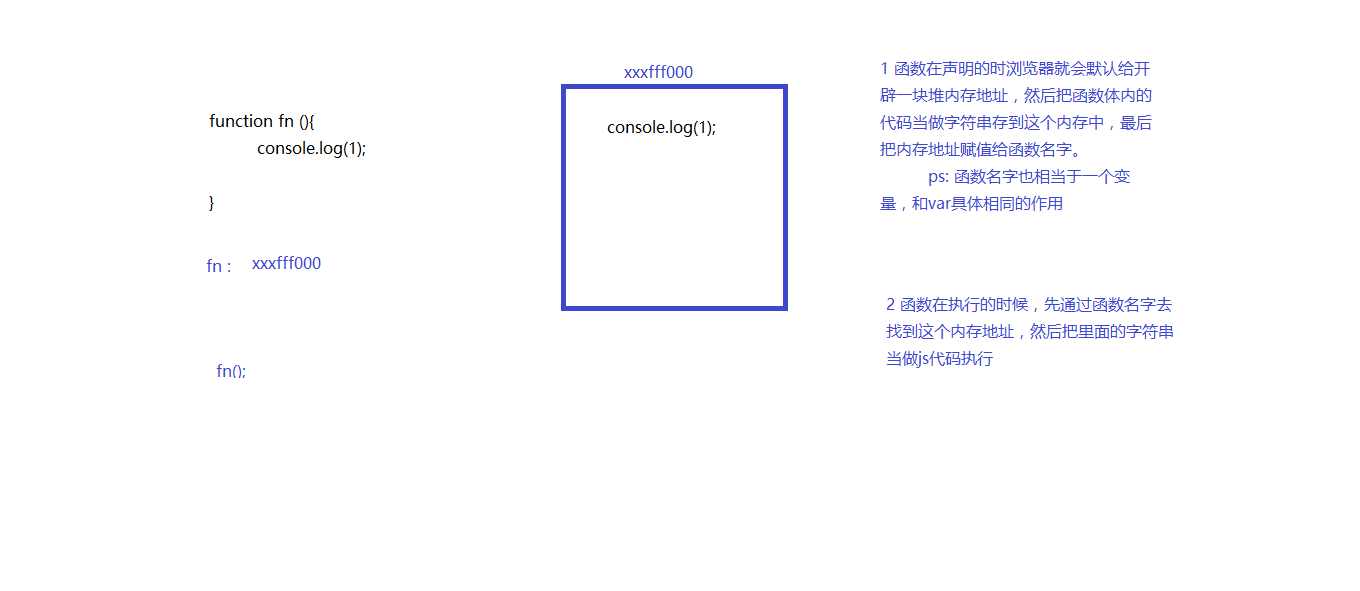 function fn (){
console.log(1);
}
fn :
xxxfff000
fn();
xxxfff000
console.log(1);
1 函数在声明的时浏览器就会默认给开
辟一块堆内存地址，然后把函数体内的
代码当做字符串存到这个内存中，最后
把内存地址赋值给函数名字。
ps: 函数名字也相当于一个变
量，和var具体相同的作用
2 函数在执行的时候，先通过函数名字去
找到这个内存地址，然后把里面的字符串
当做js代码执行